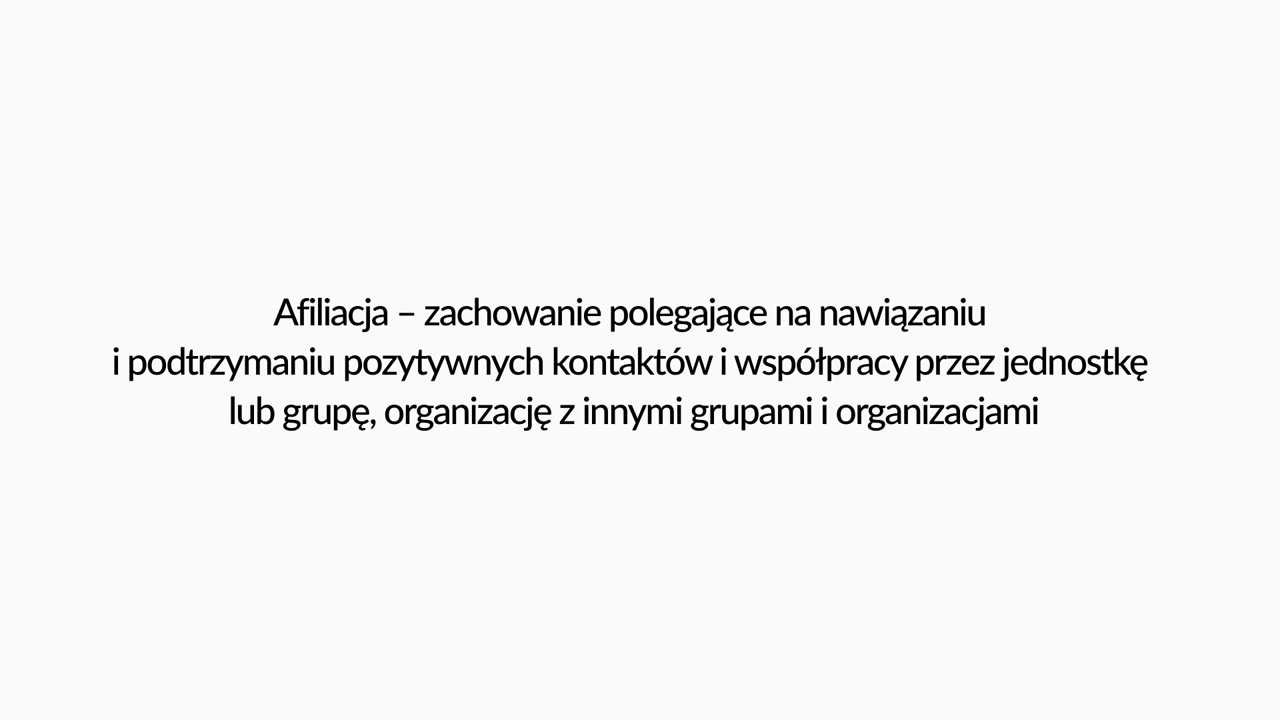 Afiliacja – zachowanie polegające na nawiązaniu
i podtrzymaniu pozytywnych kontaktów i współpracy przez jednostkę
lub grupę, organizację z innymi grupami i organizacjami